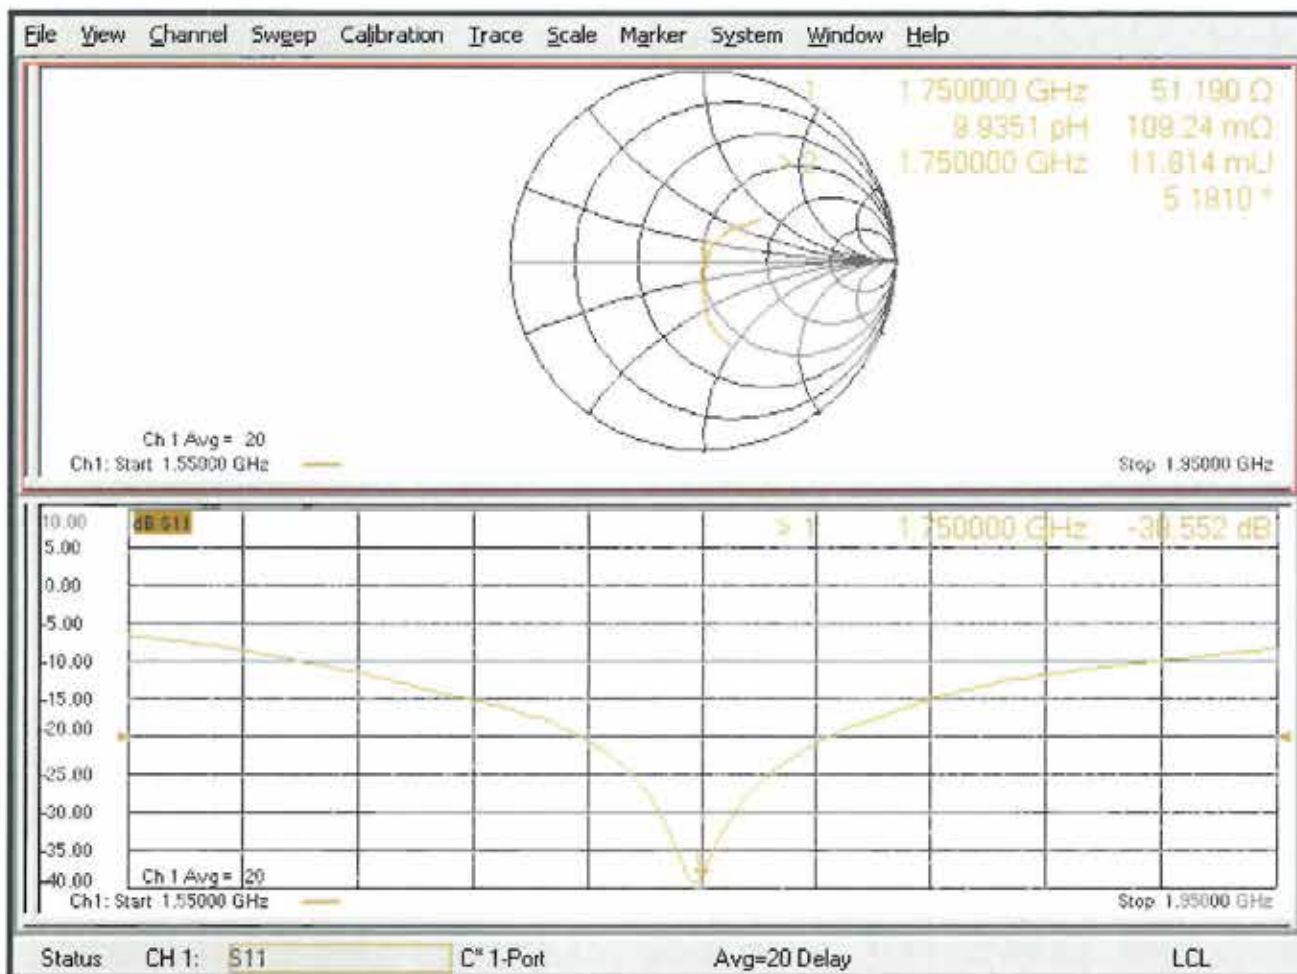 File View Channel Sweep Calibration Trace Scale Marker System Window Help
1: 1.750000 GHz 51.190 Ω
9.9351 pH 109.24 mΩ
> 2: 1.750000 GHz 11.814 mU
5.1810 °
Ch 1 Avg = 20
Ch1: Start 1.55000 GHz
Stop 1.95000 GHz
10.00
dB S11
> 1: 1.750000 GHz dB
5.00
0.00
-5.00
-10.00
-15.00
-20.00
-25.00
-30.00
-35.00
-40.00
Ch 1 Avg = 20
Ch1: Start 1.55000 GHz
Stop 1.95000 GHz
Status CH 1: S11 C* 1-Port Avg=20 Delay LCL